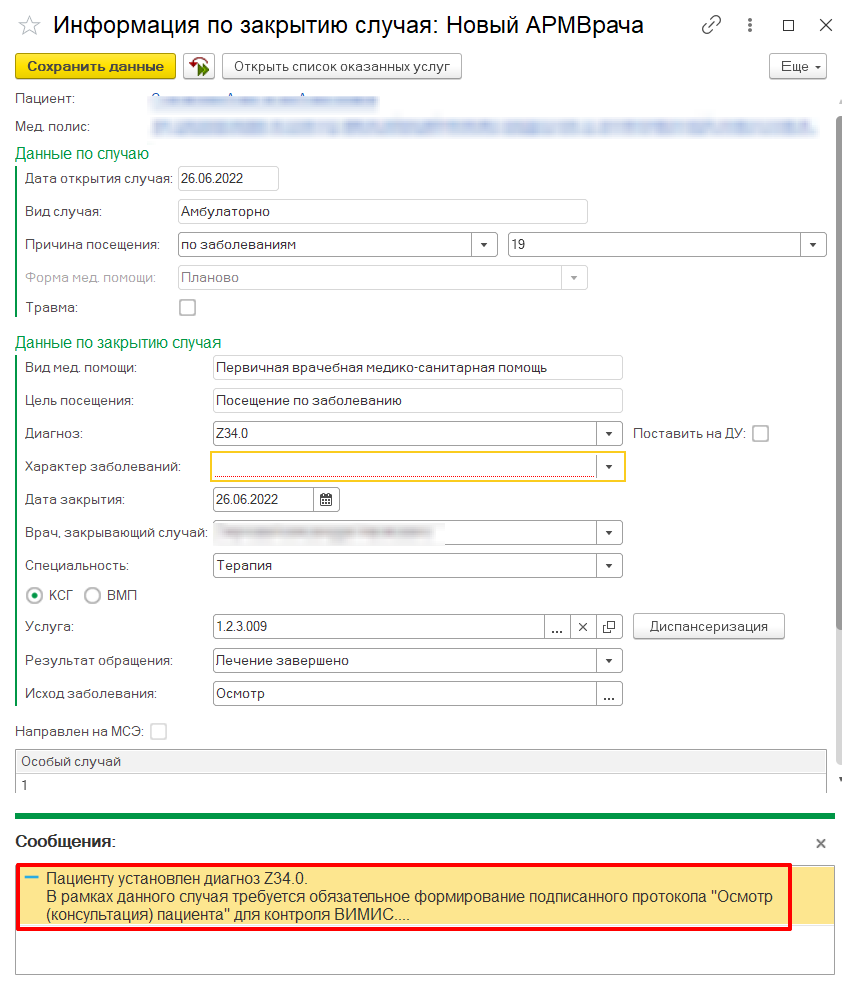 Информация по закрытию случая: Новый АРМВрача
Сохранить данные Открыть список оказанных услуг Еще
Пациент:
Мед. полис:
Данные по случаю
Дата открытия случая: 26.06.2022
Вид случая: Амбулаторно
Причина посещения: по заболеваниям 19
Форма мед. помощи: Планово
Травма:
Данные по закрытию случая
Вид мед. помощи: Первичная врачебная медико-санитарная помощь
Цель посещения: Посещение по заболеванию
Диагноз: Z34.0 Поставить на ДУ:
Характер заболеваний:
Дата закрытия: 26.06.2022
Врач, закрывающий случай:
Специальность: Терапия
КСГ ВМП
Услуга: 1.2.3.009 ... Диспансеризация
Результат обращения: Лечение завершено
Исход заболевания: Осмотр ...
Направлен на МСЭ:
Особый случай
1
Сообщения:
Пациенту установлен диагноз Z34.0.
В рамках данного случая требуется обязательное формирование подписанного протокола "Осмотр
(консультация) пациента" для контроля ВИМИС....